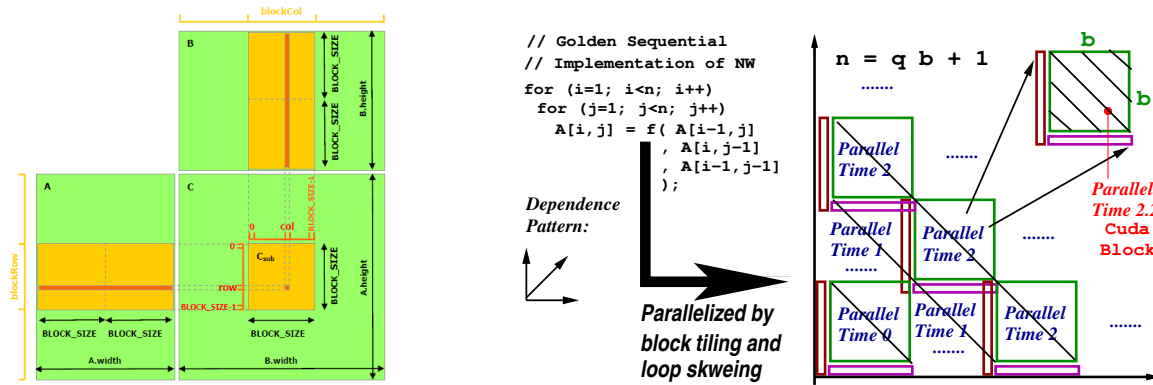 blockCol
B
BLOCK_SIZE
BLOCK_SIZE
B.height
A
C
BLOCK_SIZE-1
0
col
blockRow
0
C_sub
row
BLOCK_SIZE-1
BLOCK_SIZE
A.height
BLOCK_SIZE
BLOCK_SIZE
BLOCK_SIZE
A.width
B.width
// Golden Sequential
// Implementation of NW
for (i=1; i<n; i++)
for (j=1; j<n; j++)
A[i,j] = f( A[i-1,j]
, A[i,j-1]
, A[i-1,j-1]
);
Dependence
Pattern:
Parallelized by
block tiling and
loop skweing
n = q b + 1
.......
b
b
Parallel
Time 2
.......
Parallel
Time 2.2
Cuda
Block
Parallel
Time 1
.......
Parallel
Time 2
.......
Parallel
Time 0
Parallel
Time 1
.......
Parallel
Time 2
.......